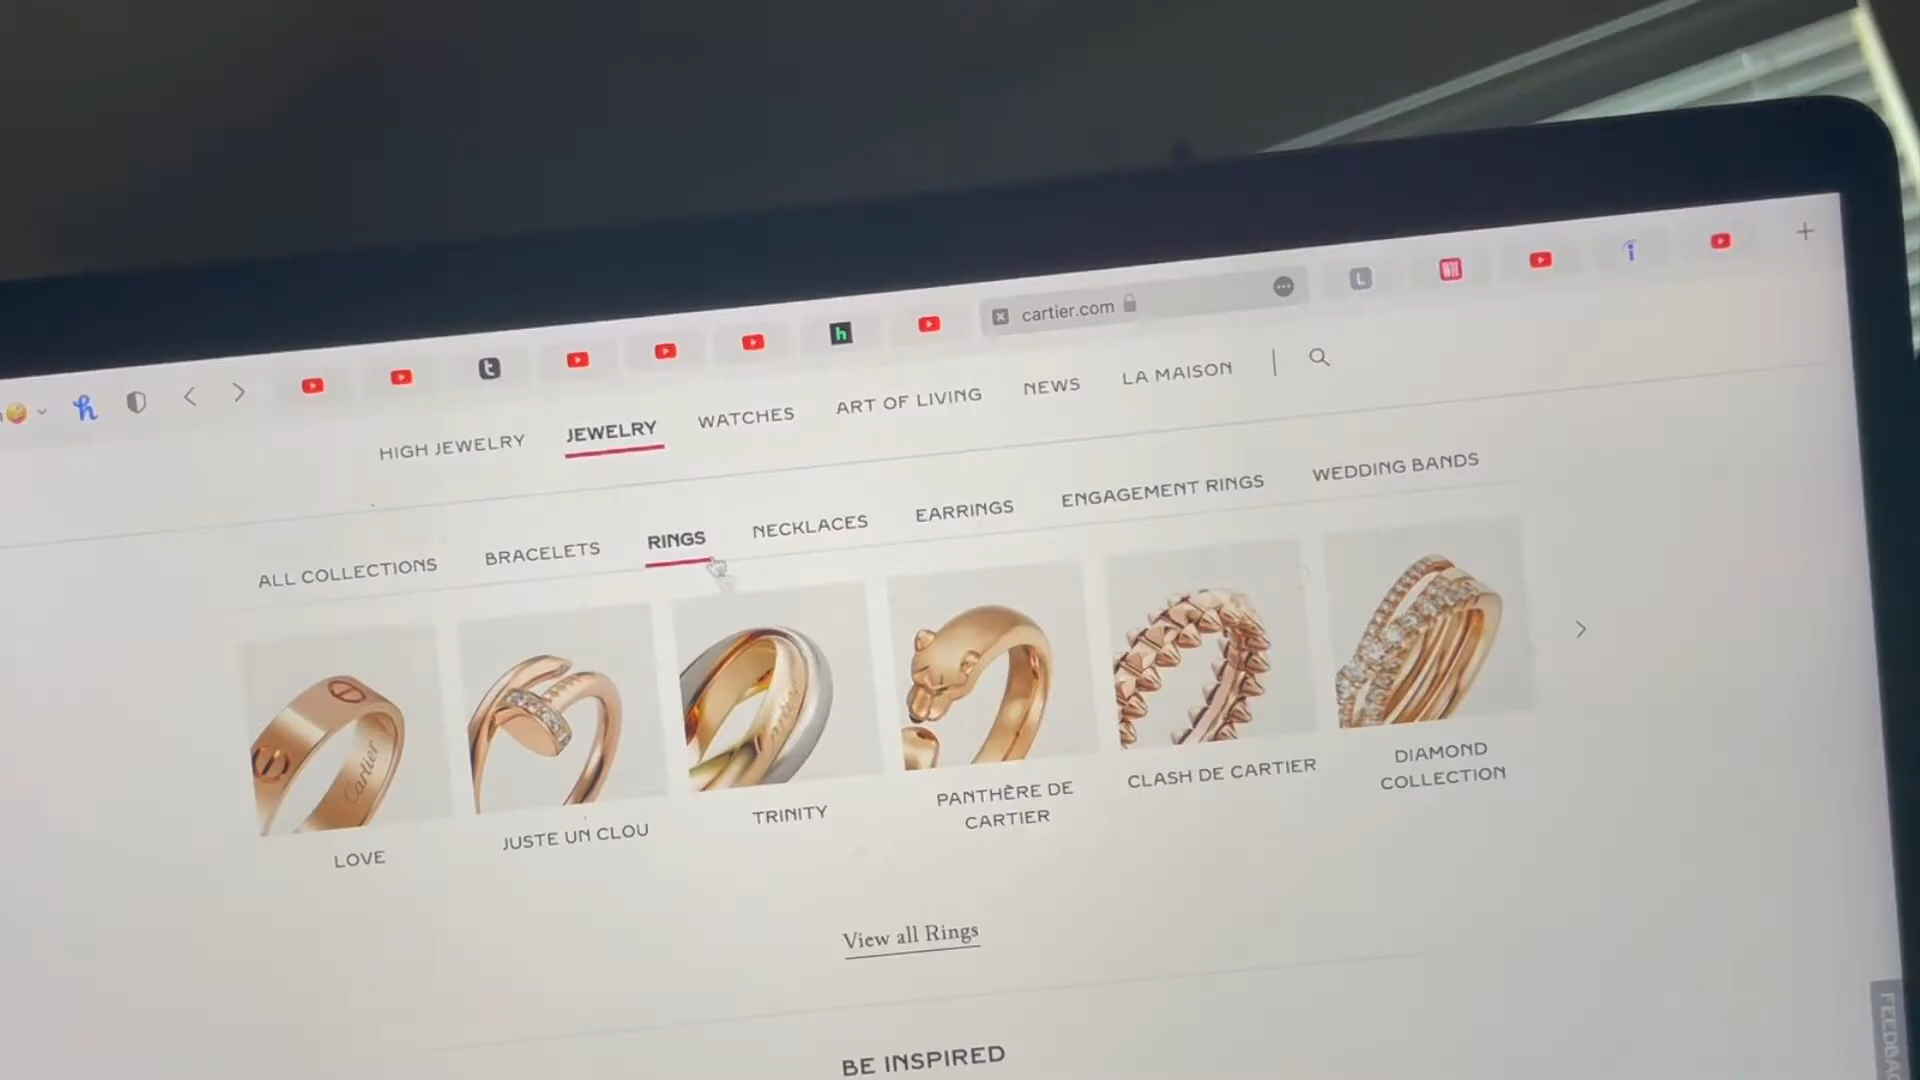 cartier.com
HIGH JEWELRY
JEWELRY
WATCHES
ART OF LIVING
NEWS
LA MAISON
ALL COLLECTIONS
BRACELETS
RINGS
NECKLACES
EARRINGS
ENGAGEMENT RINGS
WEDDING BANDS
Cartier
LOVE
JUSTE UN CLOU
TRINITY
PANTHÈRE DE
CARTIER
CLASH DE CARTIER
DIAMOND
COLLECTION
View all Rings
BE INSPIRED